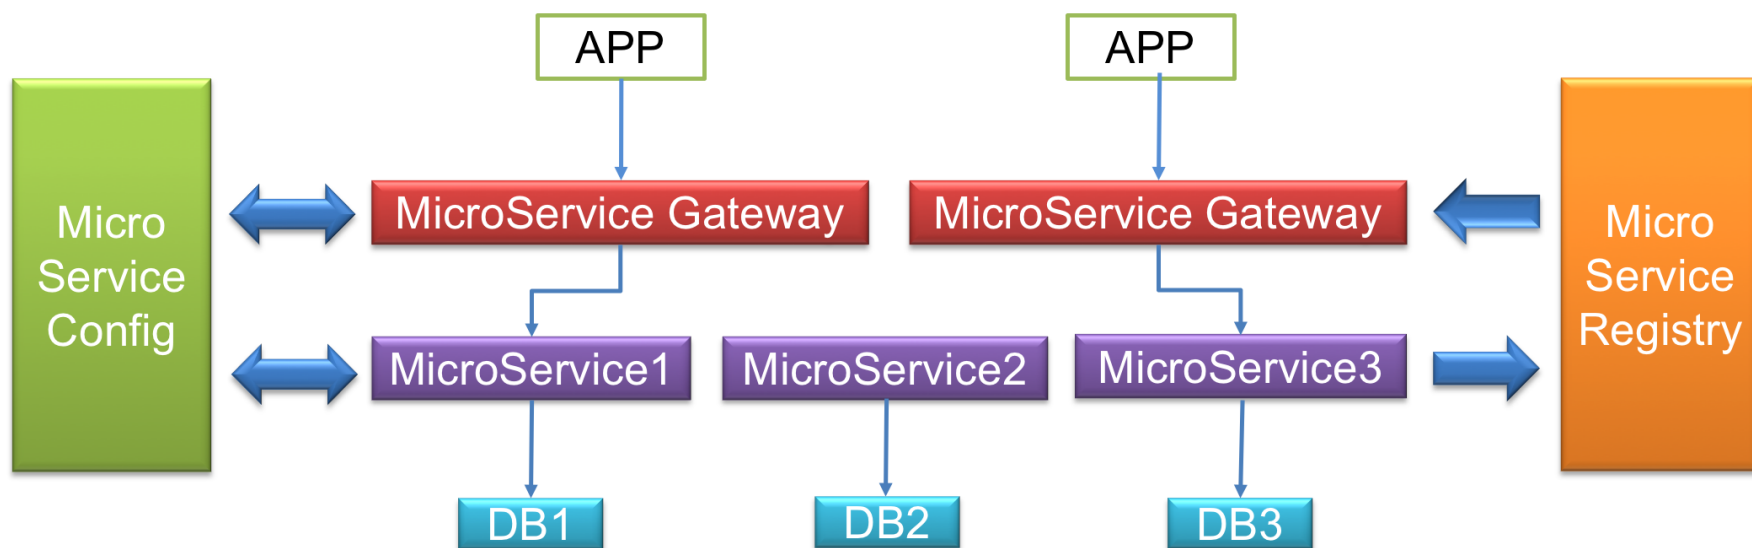 APP
APP
Micro
Service
Config
MicroService Gateway
MicroService Gateway
Micro
Service
Registry
MicroService1
MicroService2
MicroService3
DB1
DB2
DB3